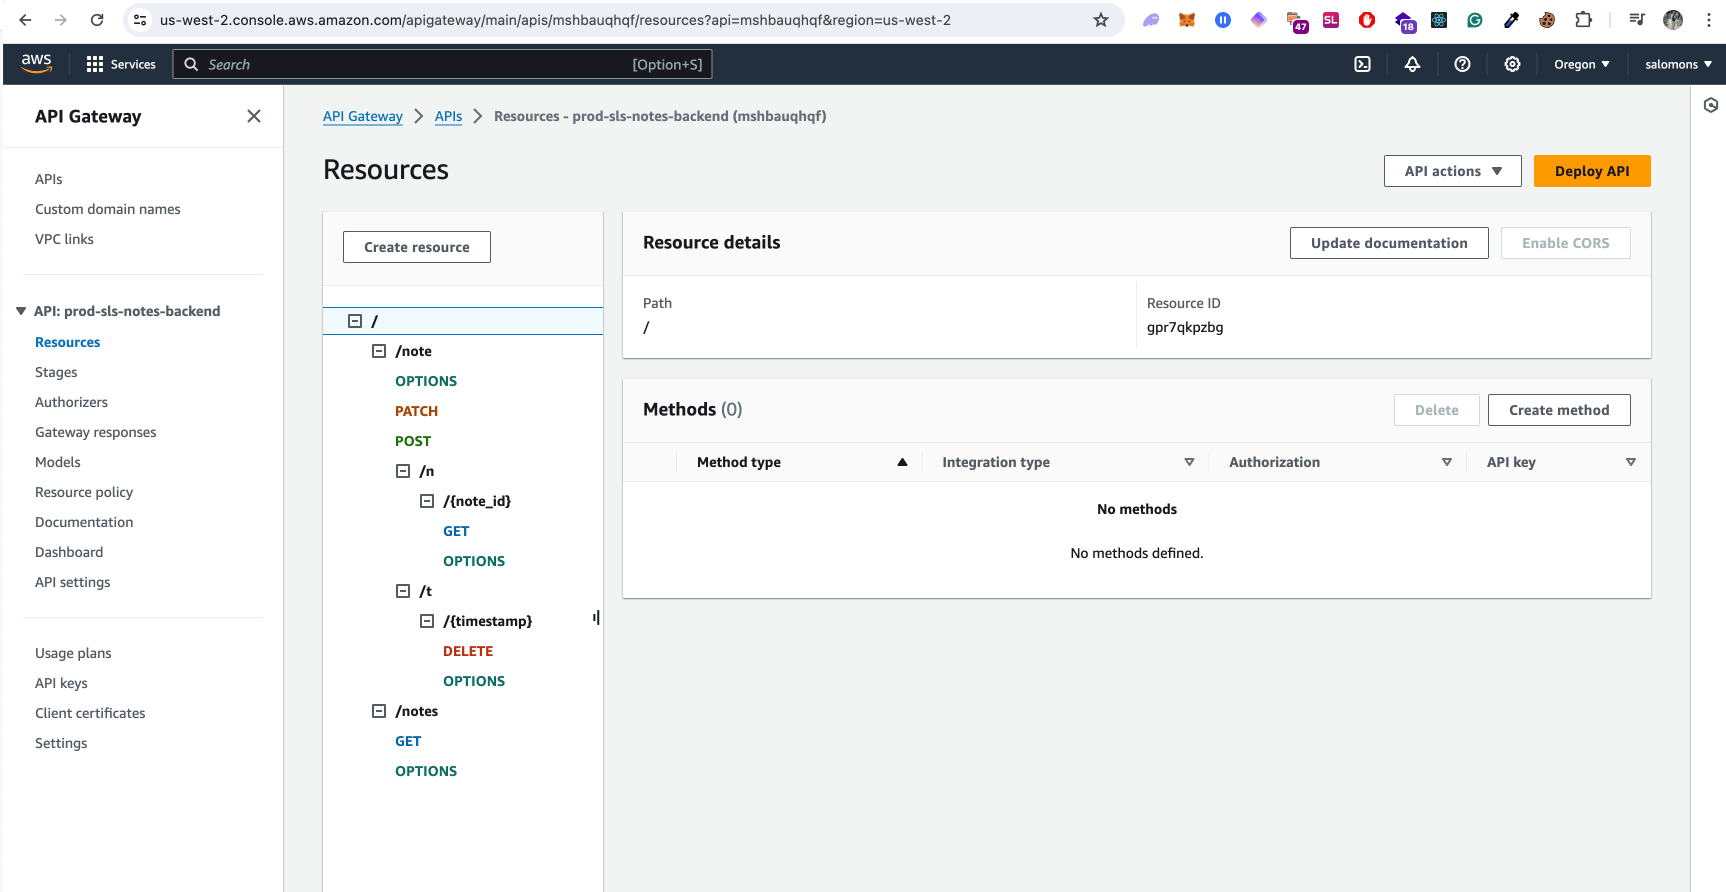 us-west-2.console.aws.amazon.com/apigateway/main/apis/mshbauqhqf/resources?api=mshbauqhqf&region=us-west-2
47
SL
18
aws
Services
Search
[Option+S]
Oregon
salomons
API Gateway
APIs
Custom domain names
VPC links
API: prod-sls-notes-backend
Resources
Stages
Authorizers
Gateway responses
Models
Resource policy
Documentation
Dashboard
API settings
Usage plans
API keys
Client certificates
Settings
API Gateway > APIs > Resources - prod-sls-notes-backend (mshbauqhqf)
Resources
API actions
Deploy API
Create resource
/
/note
OPTIONS
PATCH
POST
/n
/{note_id}
GET
OPTIONS
/t
/{timestamp}
DELETE
OPTIONS
/notes
GET
OPTIONS
Resource details
Update documentation
Enable CORS
Path
/
Resource ID
gpr7qkpzbg
Methods (0)
Delete
Create method
Method type
Integration type
Authorization
API key
No methods
No methods defined.